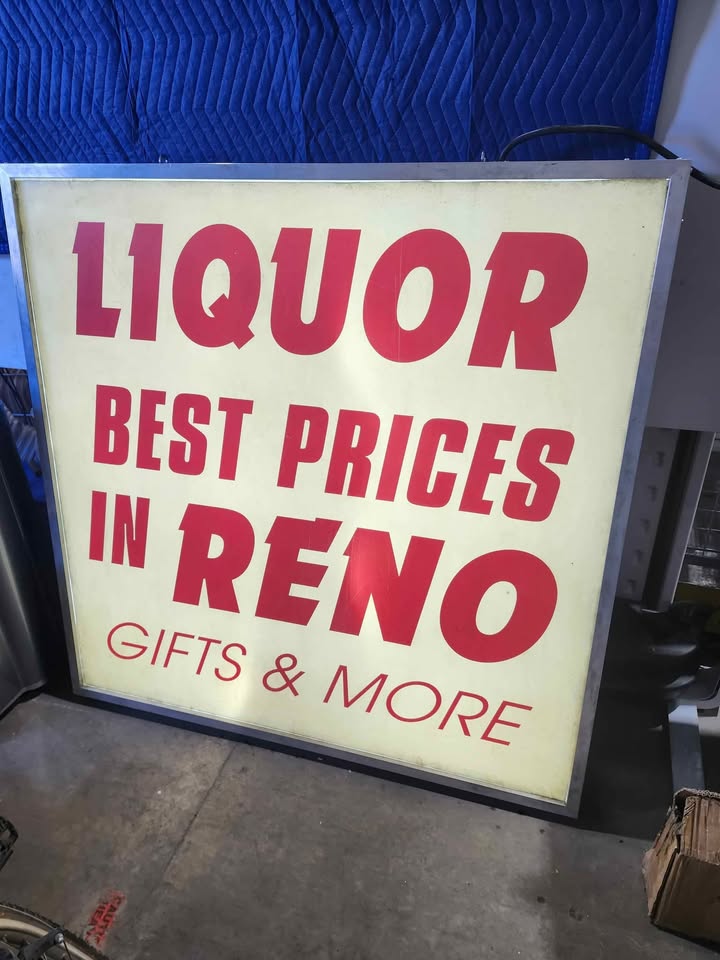 LIQUOR
BEST PRICES
IN RENO
GIFTS & MORE